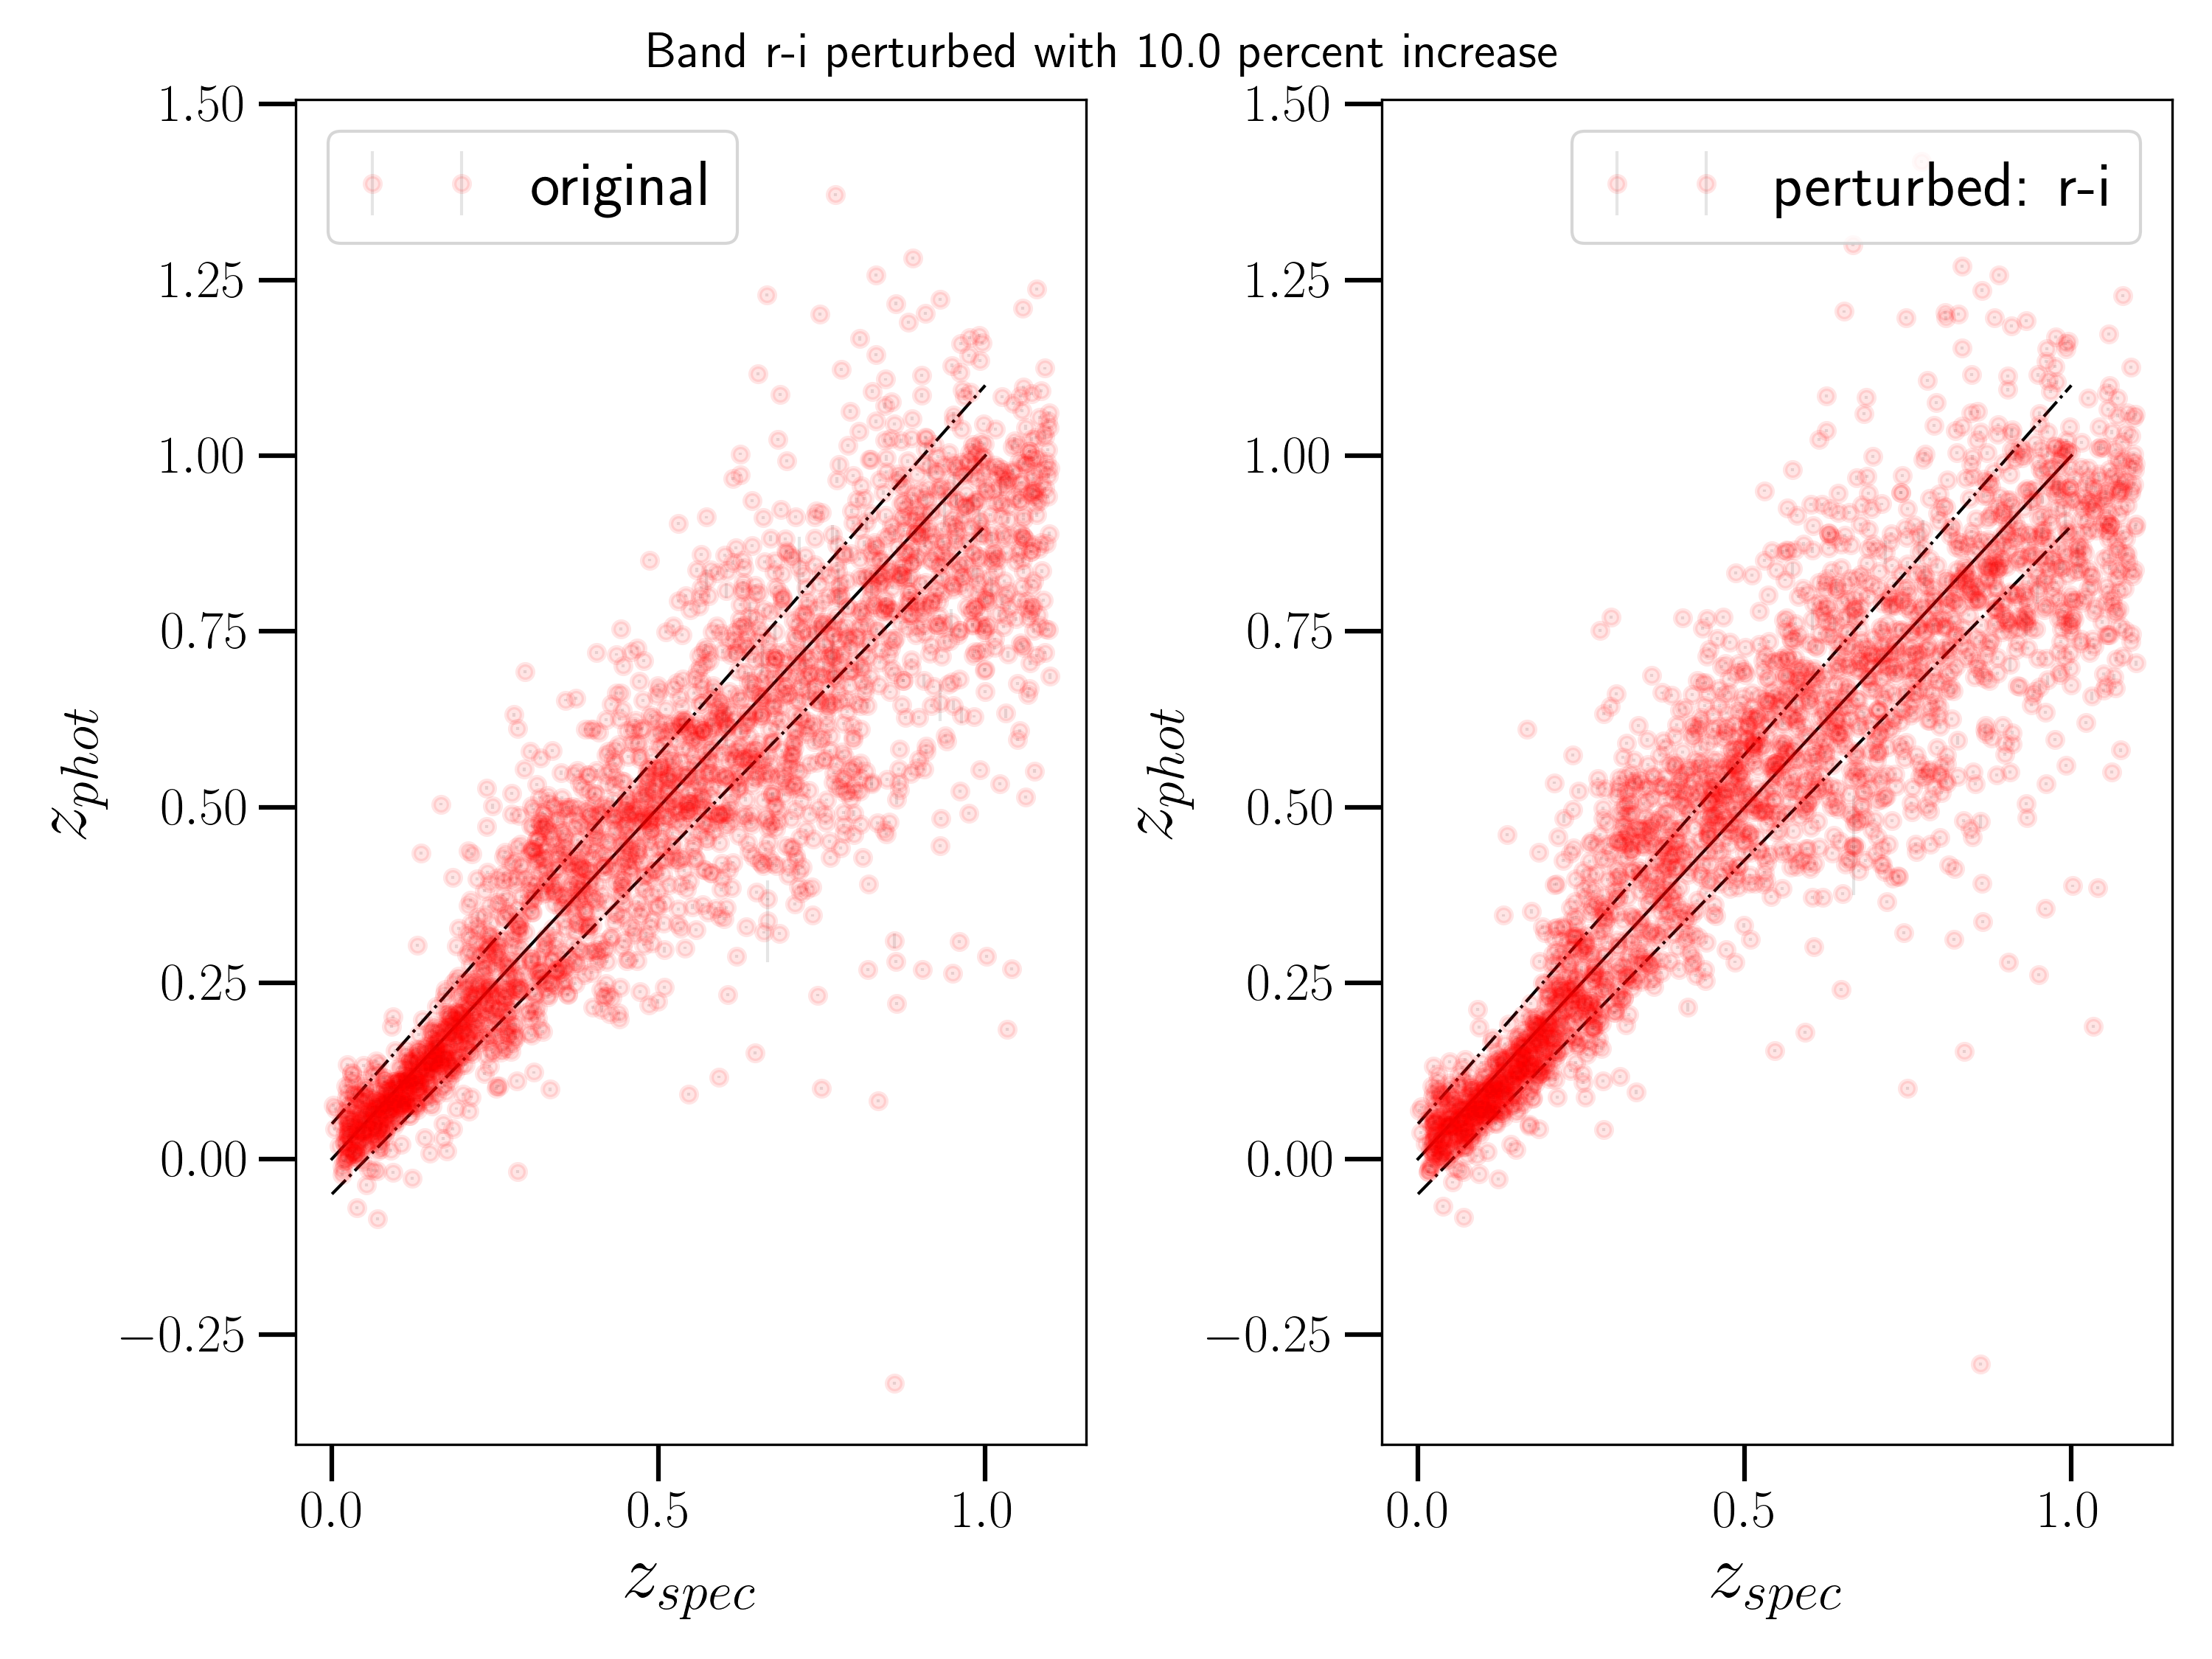 Band r-i perturbed with 10.0 percent increase
original
1.50
1.25
1.00
0.75
0.50
0.25
0.00
−0.25
z_phot
0.0 0.5 1.0
z_spec
perturbed: r-i
1.50
1.25
1.00
0.75
0.50
0.25
0.00
−0.25
z_phot
0.0 0.5 1.0
z_spec